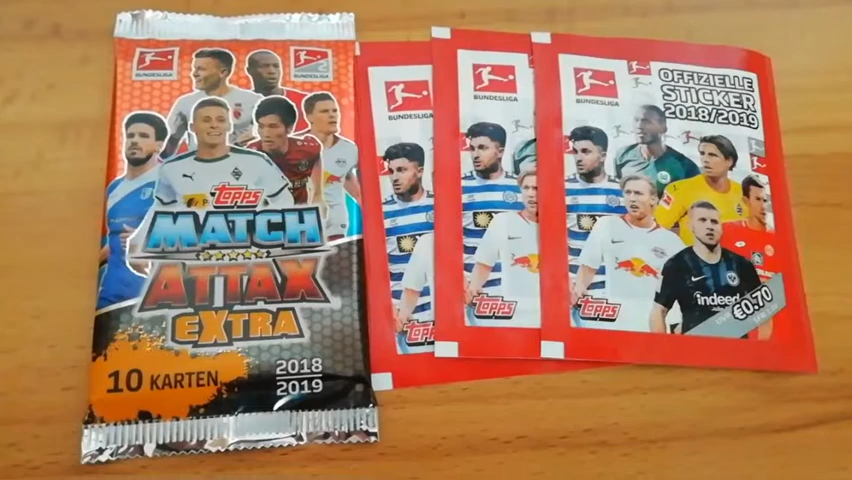 BUNDESLIGA
BUNDESLIGA
2
topps
MATCH
ATTAX
EXTRA
10 KARTEN
2018
2019
BUNDESLIGA
topps
BUNDESLIGA
topps
BUNDESLIGA
OFFIZIELLE
STICKER
2018/2019
indeed
€0,70
topps